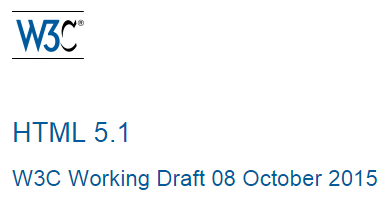 W3C®
HTML 5.1
W3C Working Draft 08 October 2015